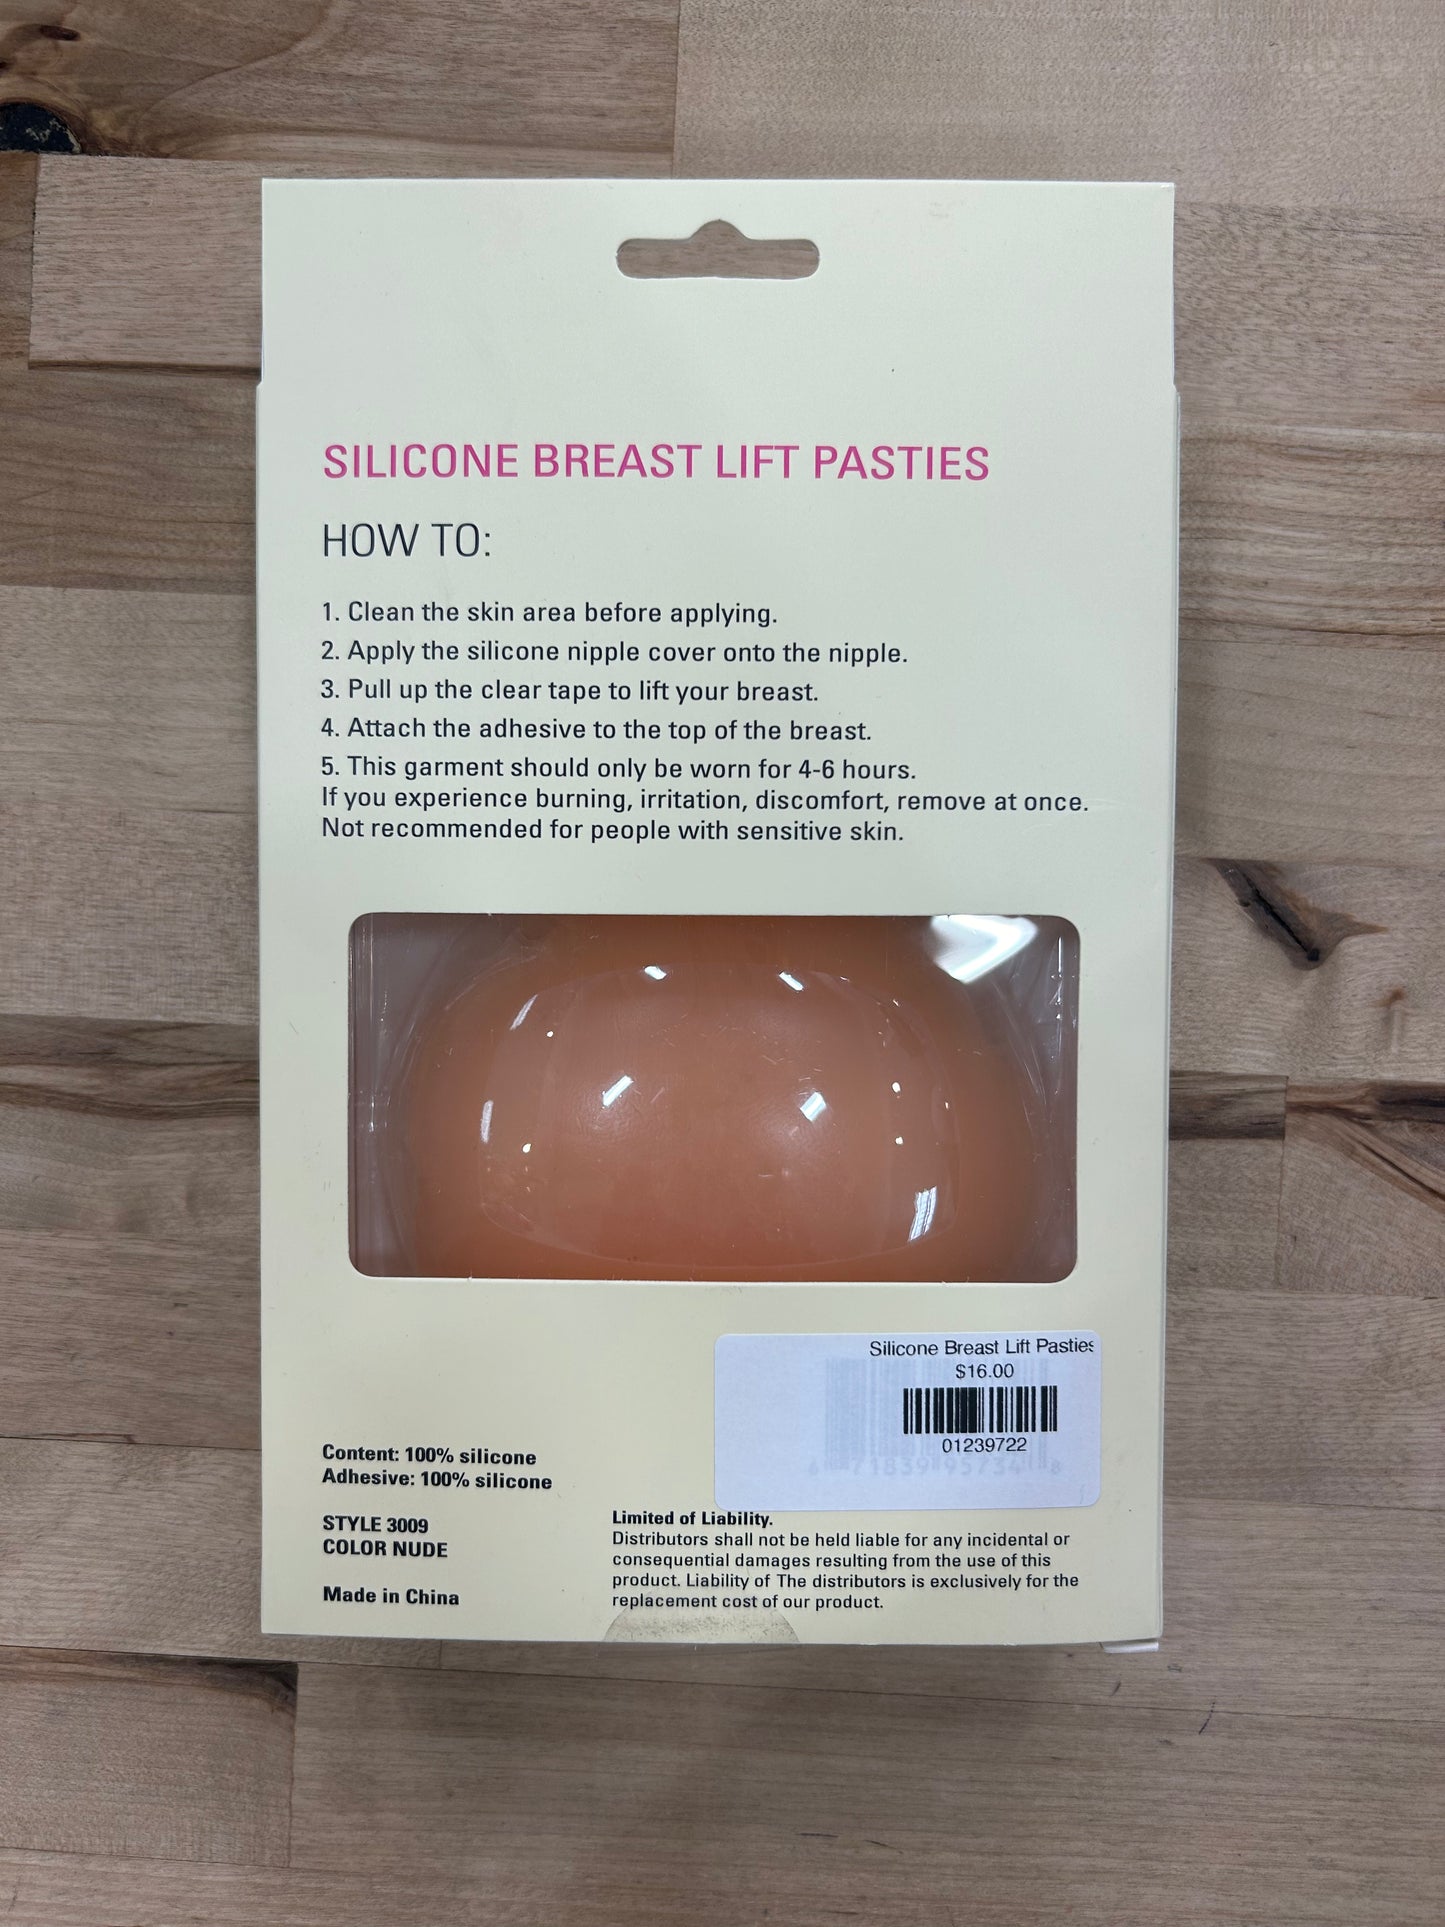 SILICONE BREAST LIFT PASTIES
HOW TO:
1. Clean the skin area before applying.
2. Apply the silicone nipple cover onto the nipple.
3. Pull up the clear tape to lift your breast.
4. Attach the adhesive to the top of the breast.
5. This garment should only be worn for 4-6 hours.
If you experience burning, irritation, discomfort, remove at once.
Not recommended for people with sensitive skin.
Silicone Breast Lift Pasties
$16.00
01239722
6 71839 95734 8
Content: 100% silicone
Adhesive: 100% silicone
STYLE 3009
COLOR NUDE
Made in China
Limited of Liability.
Distributors shall not be held liable for any incidental or
consequential damages resulting from the use of this
product. Liability of The distributors is exclusively for the
replacement cost of our product.